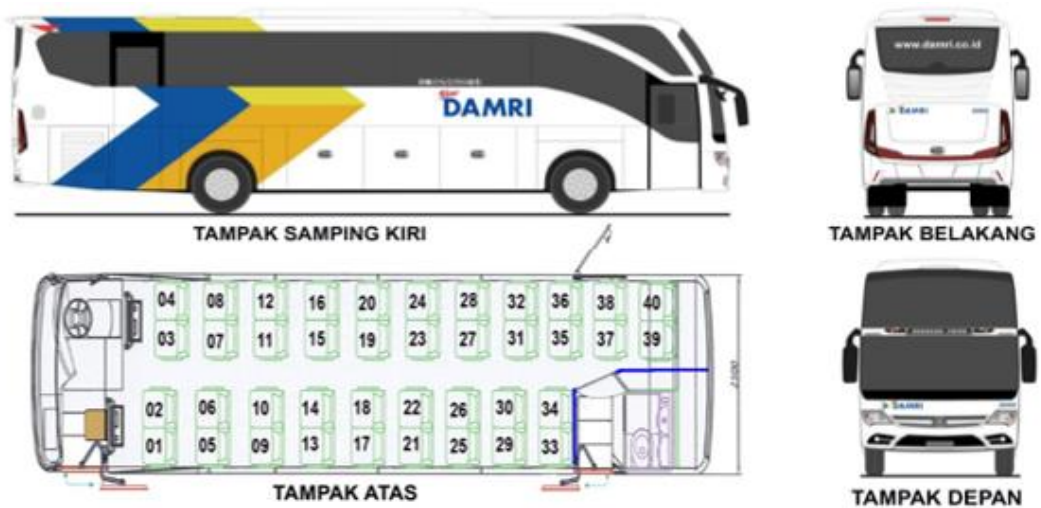 DAMRI
www.damri.co.id
DAMRI
TAMPAK SAMPING KIRI
TAMPAK BELAKANG
04 08 12 16 20 24 28 32 36 38 40
03 07 11 15 19 23 27 31 35 37 39
02 06 10 14 18 22 26 30 34
01 05 09 13 17 21 25 29 33
DAMRI
TAMPAK ATAS
TAMPAK DEPAN